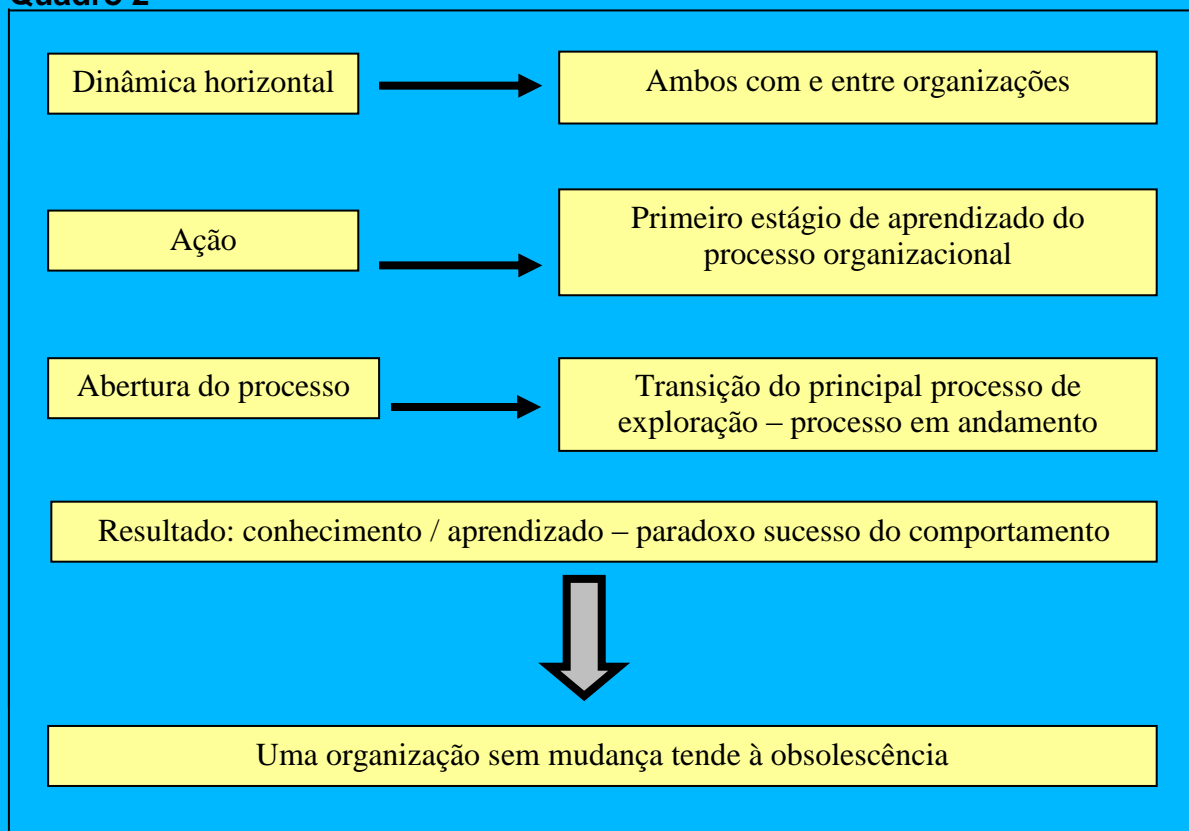 Quadro 2
Dinâmica horizontal
Ambos com e entre organizações
Ação
Primeiro estágio de aprendizado do
processo organizacional
Abertura do processo
Transição do principal processo de
exploração – processo em andamento
Resultado: conhecimento / aprendizado – paradoxo sucesso do comportamento
Uma organização sem mudança tende à obsolescência